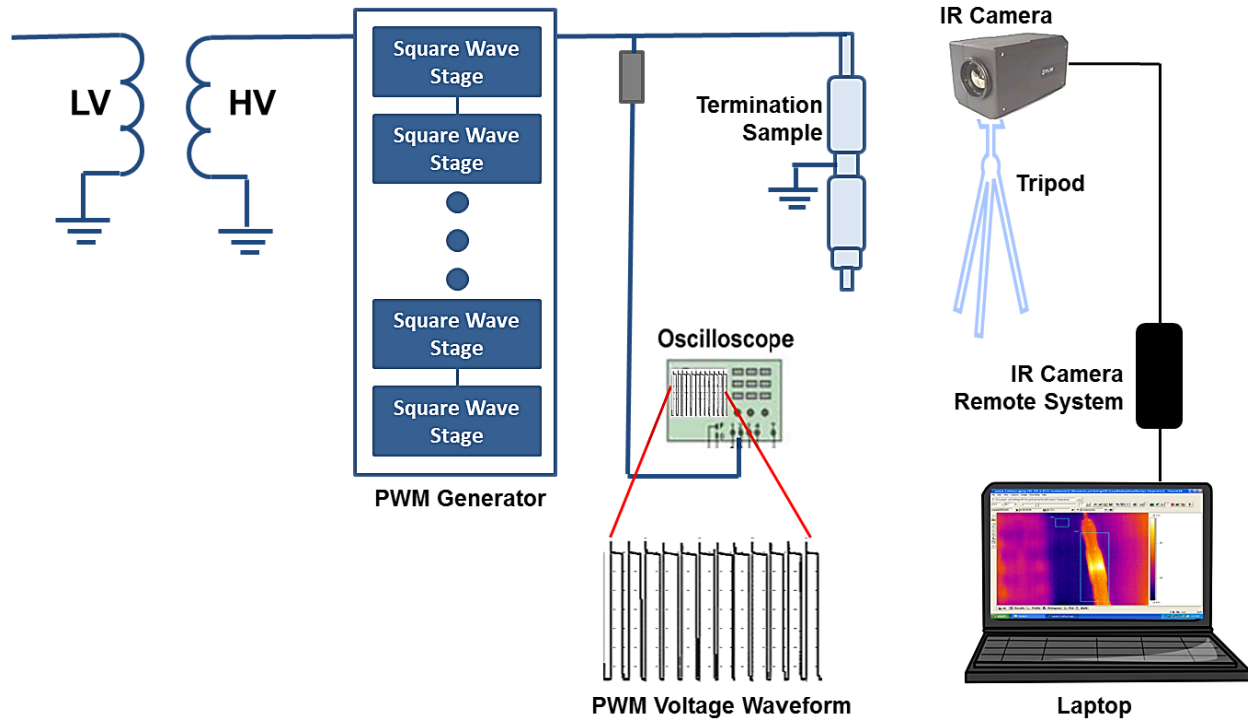 IR Camera
LV
HV
Square Wave
Stage
Square Wave
Stage
Square Wave
Stage
Square Wave
Stage
PWM Generator
Termination
Sample
Tripod
Oscilloscope
IR Camera
Remote System
PWM Voltage Waveform
Laptop